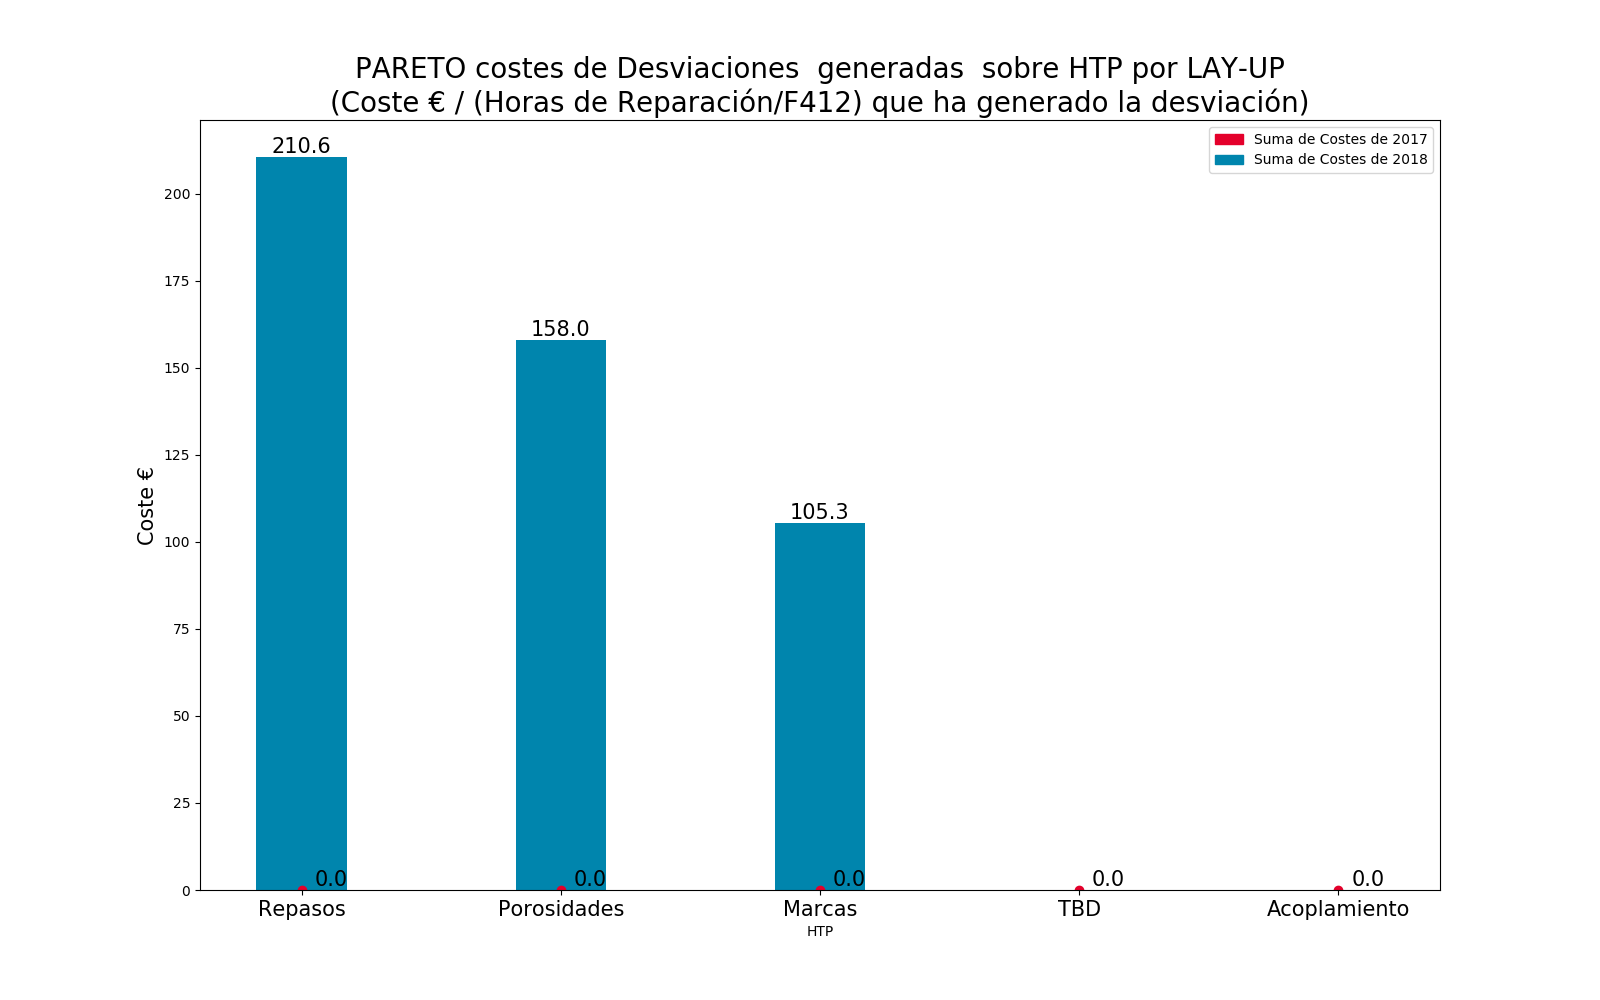 PARETO costes de Desviaciones  generadas  sobre HTP por LAY-UP
(Coste € / (Horas de Reparación/F412) que ha generado la desviación)
Suma de Costes de 2017
Suma de Costes de 2018
Coste €
200
175
150
125
100
75
50
25
0
210.6
158.0
105.3
0.0
0.0
0.0
0.0
0.0
Repasos
Porosidades
Marcas
TBD
Acoplamiento
HTP